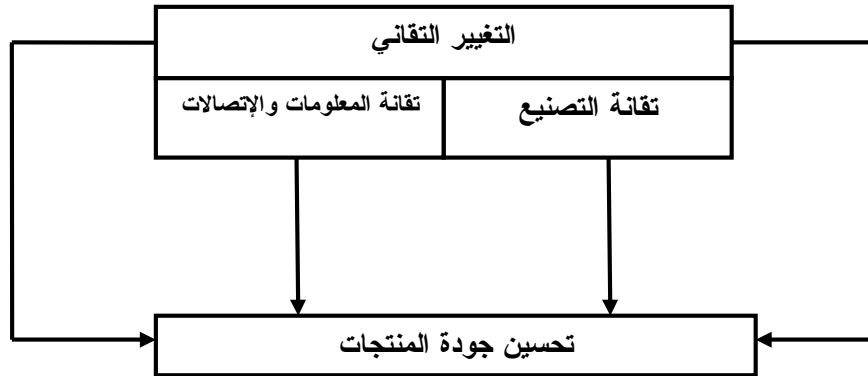 التغيير التقاني
تقانة التصنيع
تقانة المعلومات والإتصالات
تحسين جودة المنتجات